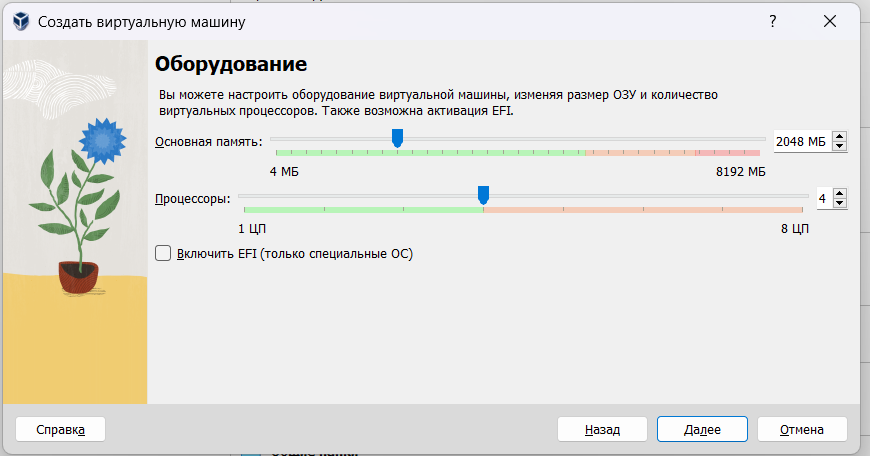 Создать виртуальную машину
?
Оборудование
Вы можете настроить оборудование виртуальной машины, изменяя размер ОЗУ и количество
виртуальных процессоров. Также возможна активация EFI.
Основная память:
2048 МБ
4 МБ
8192 МБ
Процессоры:
4
1 ЦП
8 ЦП
Включить EFI (только специальные ОС)
Справка
Назад
Далее
Отмена